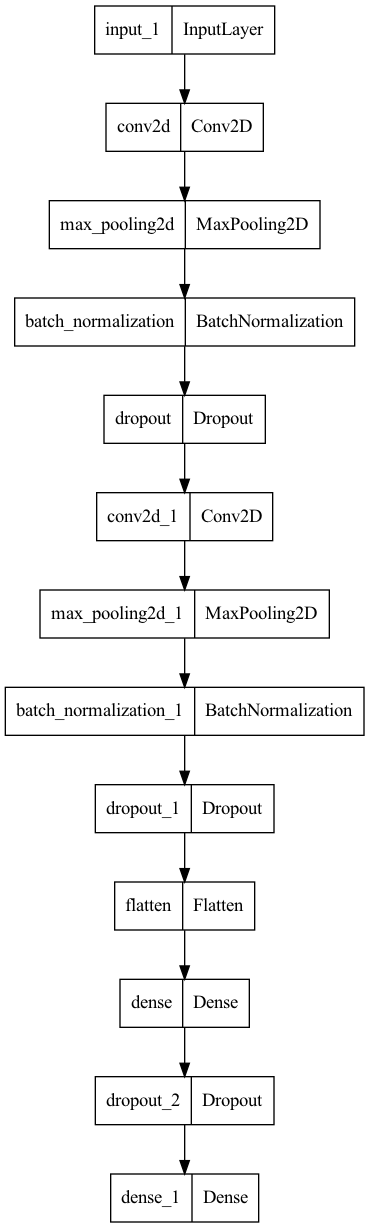 input_1 InputLayer
conv2d Conv2D
max_pooling2d MaxPooling2D
batch_normalization BatchNormalization
dropout Dropout
conv2d_1 Conv2D
max_pooling2d_1 MaxPooling2D
batch_normalization_1 BatchNormalization
dropout_1 Dropout
flatten Flatten
dense Dense
dropout_2 Dropout
dense_1 Dense